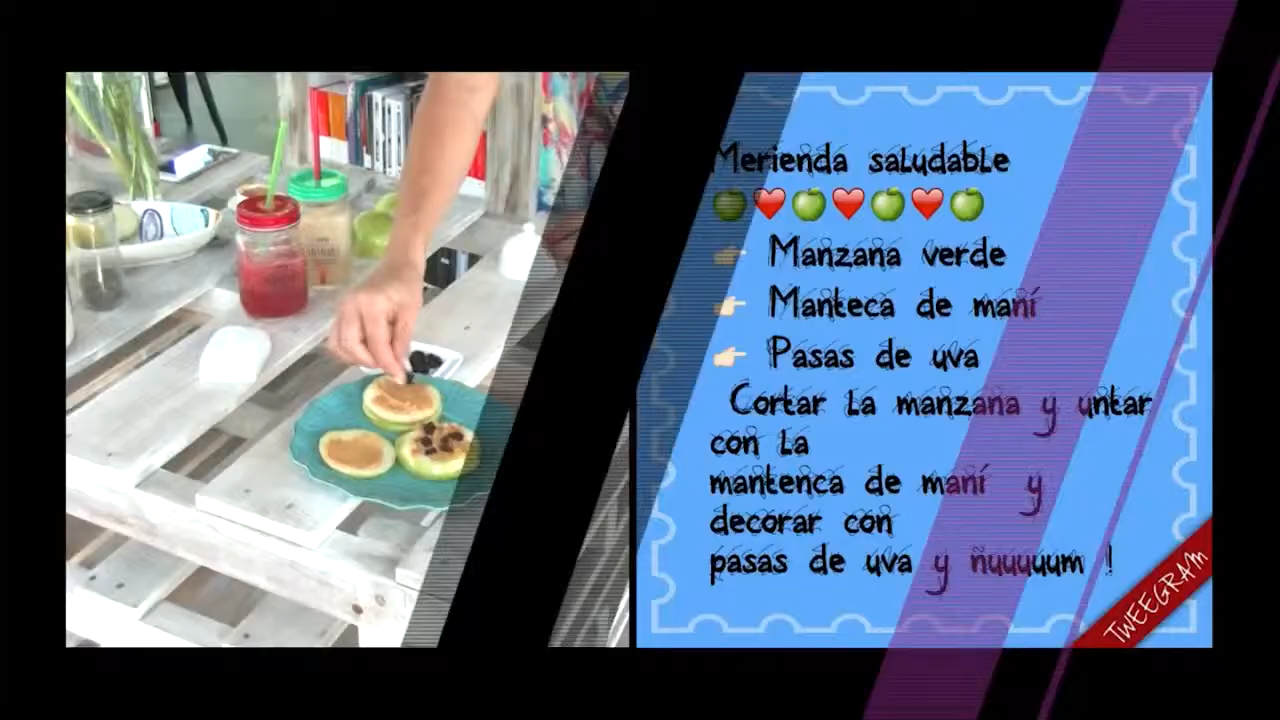 Merienda saludable
🍏❤️🍏❤️🍏❤️🍏
👉🏻 Manzana verde
👉🏻 Manteca de maní
👉🏻 Pasas de uva
Cortar la manzana y untar
con la
mantenca de maní y
decorar con
pasas de uva y ñuuuuum !
TWEEGRAM